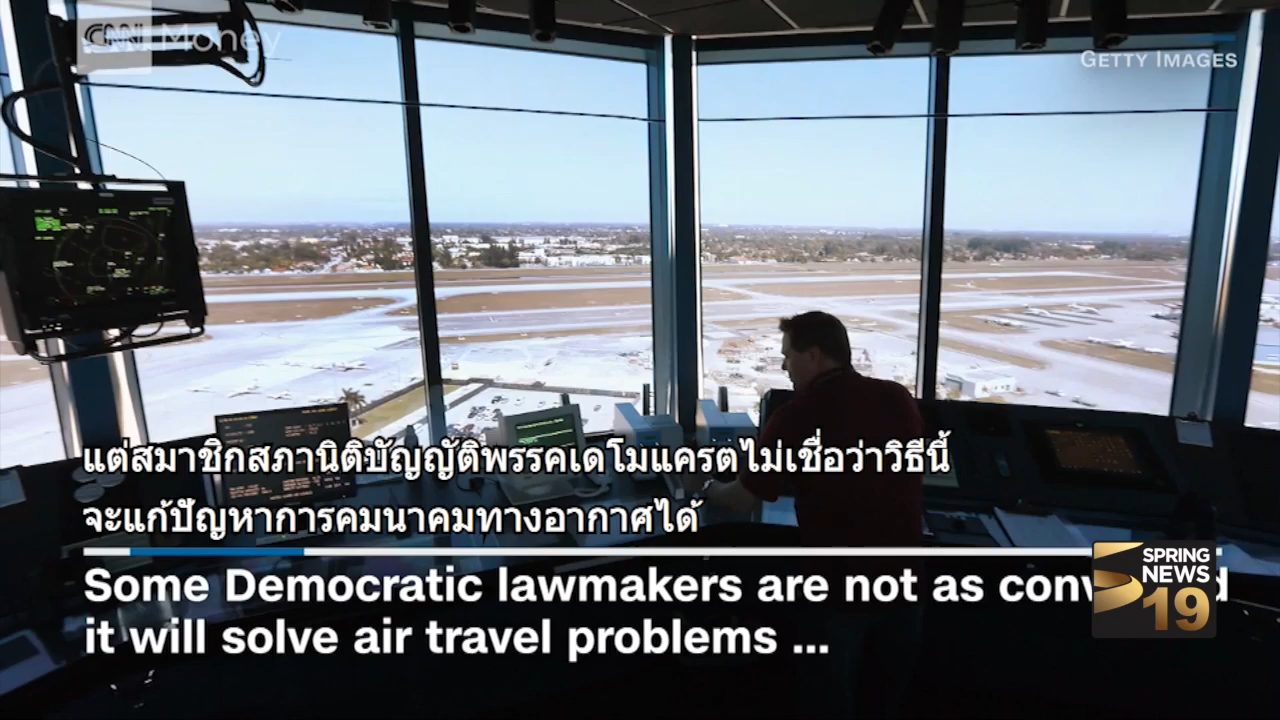 CNN Money
GETTY IMAGES
แต่สมาชิกสภานิติบัญญัติพรรคเดโมแครตไม่เชื่อว่าวิธีนี้
จะแก้ปัญหาการคมนาคมทางอากาศได้
Some Democratic lawmakers are not as
it will solve air travel problems ...
SPRING
NEWS
19